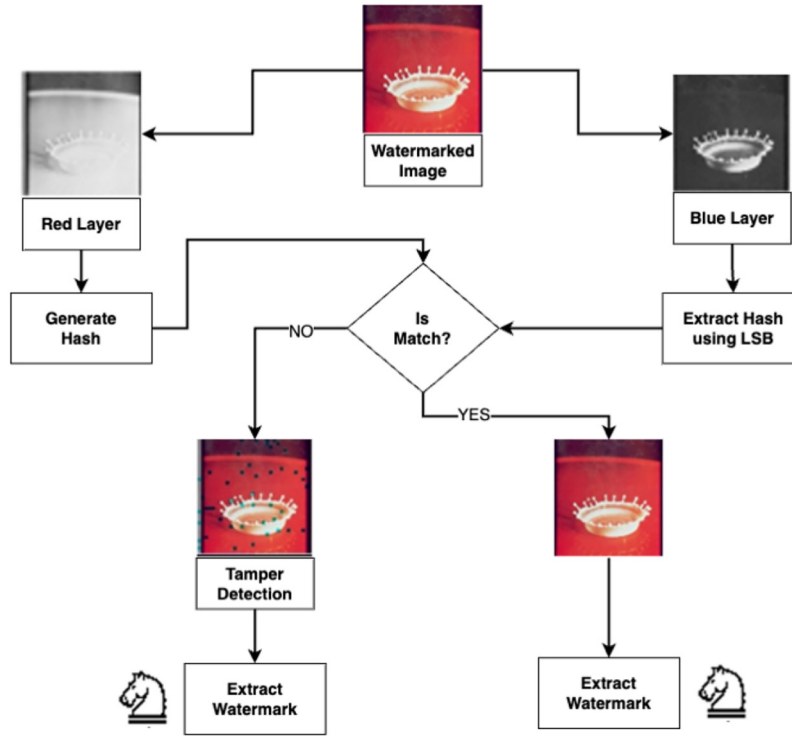 Watermarked
Image
Red Layer
Blue Layer
Generate
Hash
Is
Match?
Extract Hash
using LSB
NO
YES
Tamper
Detection
Extract
Watermark
Extract
Watermark